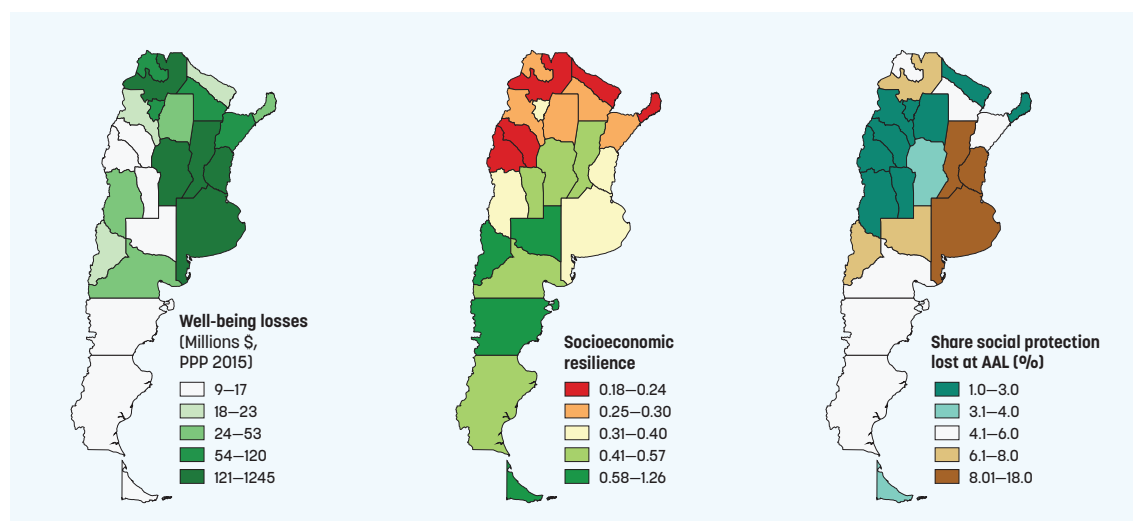 Well-being losses
(Millions $,
PPP 2015)
9—17
18—23
24—53
54—120
121—1245
Socioeconomic
resilience
0.18—0.24
0.25—0.30
0.31—0.40
0.41—0.57
0.58—1.26
Share social protection
lost at AAL (%)
1.0—3.0
3.1—4.0
4.1—6.0
6.1—8.0
8.01—18.0